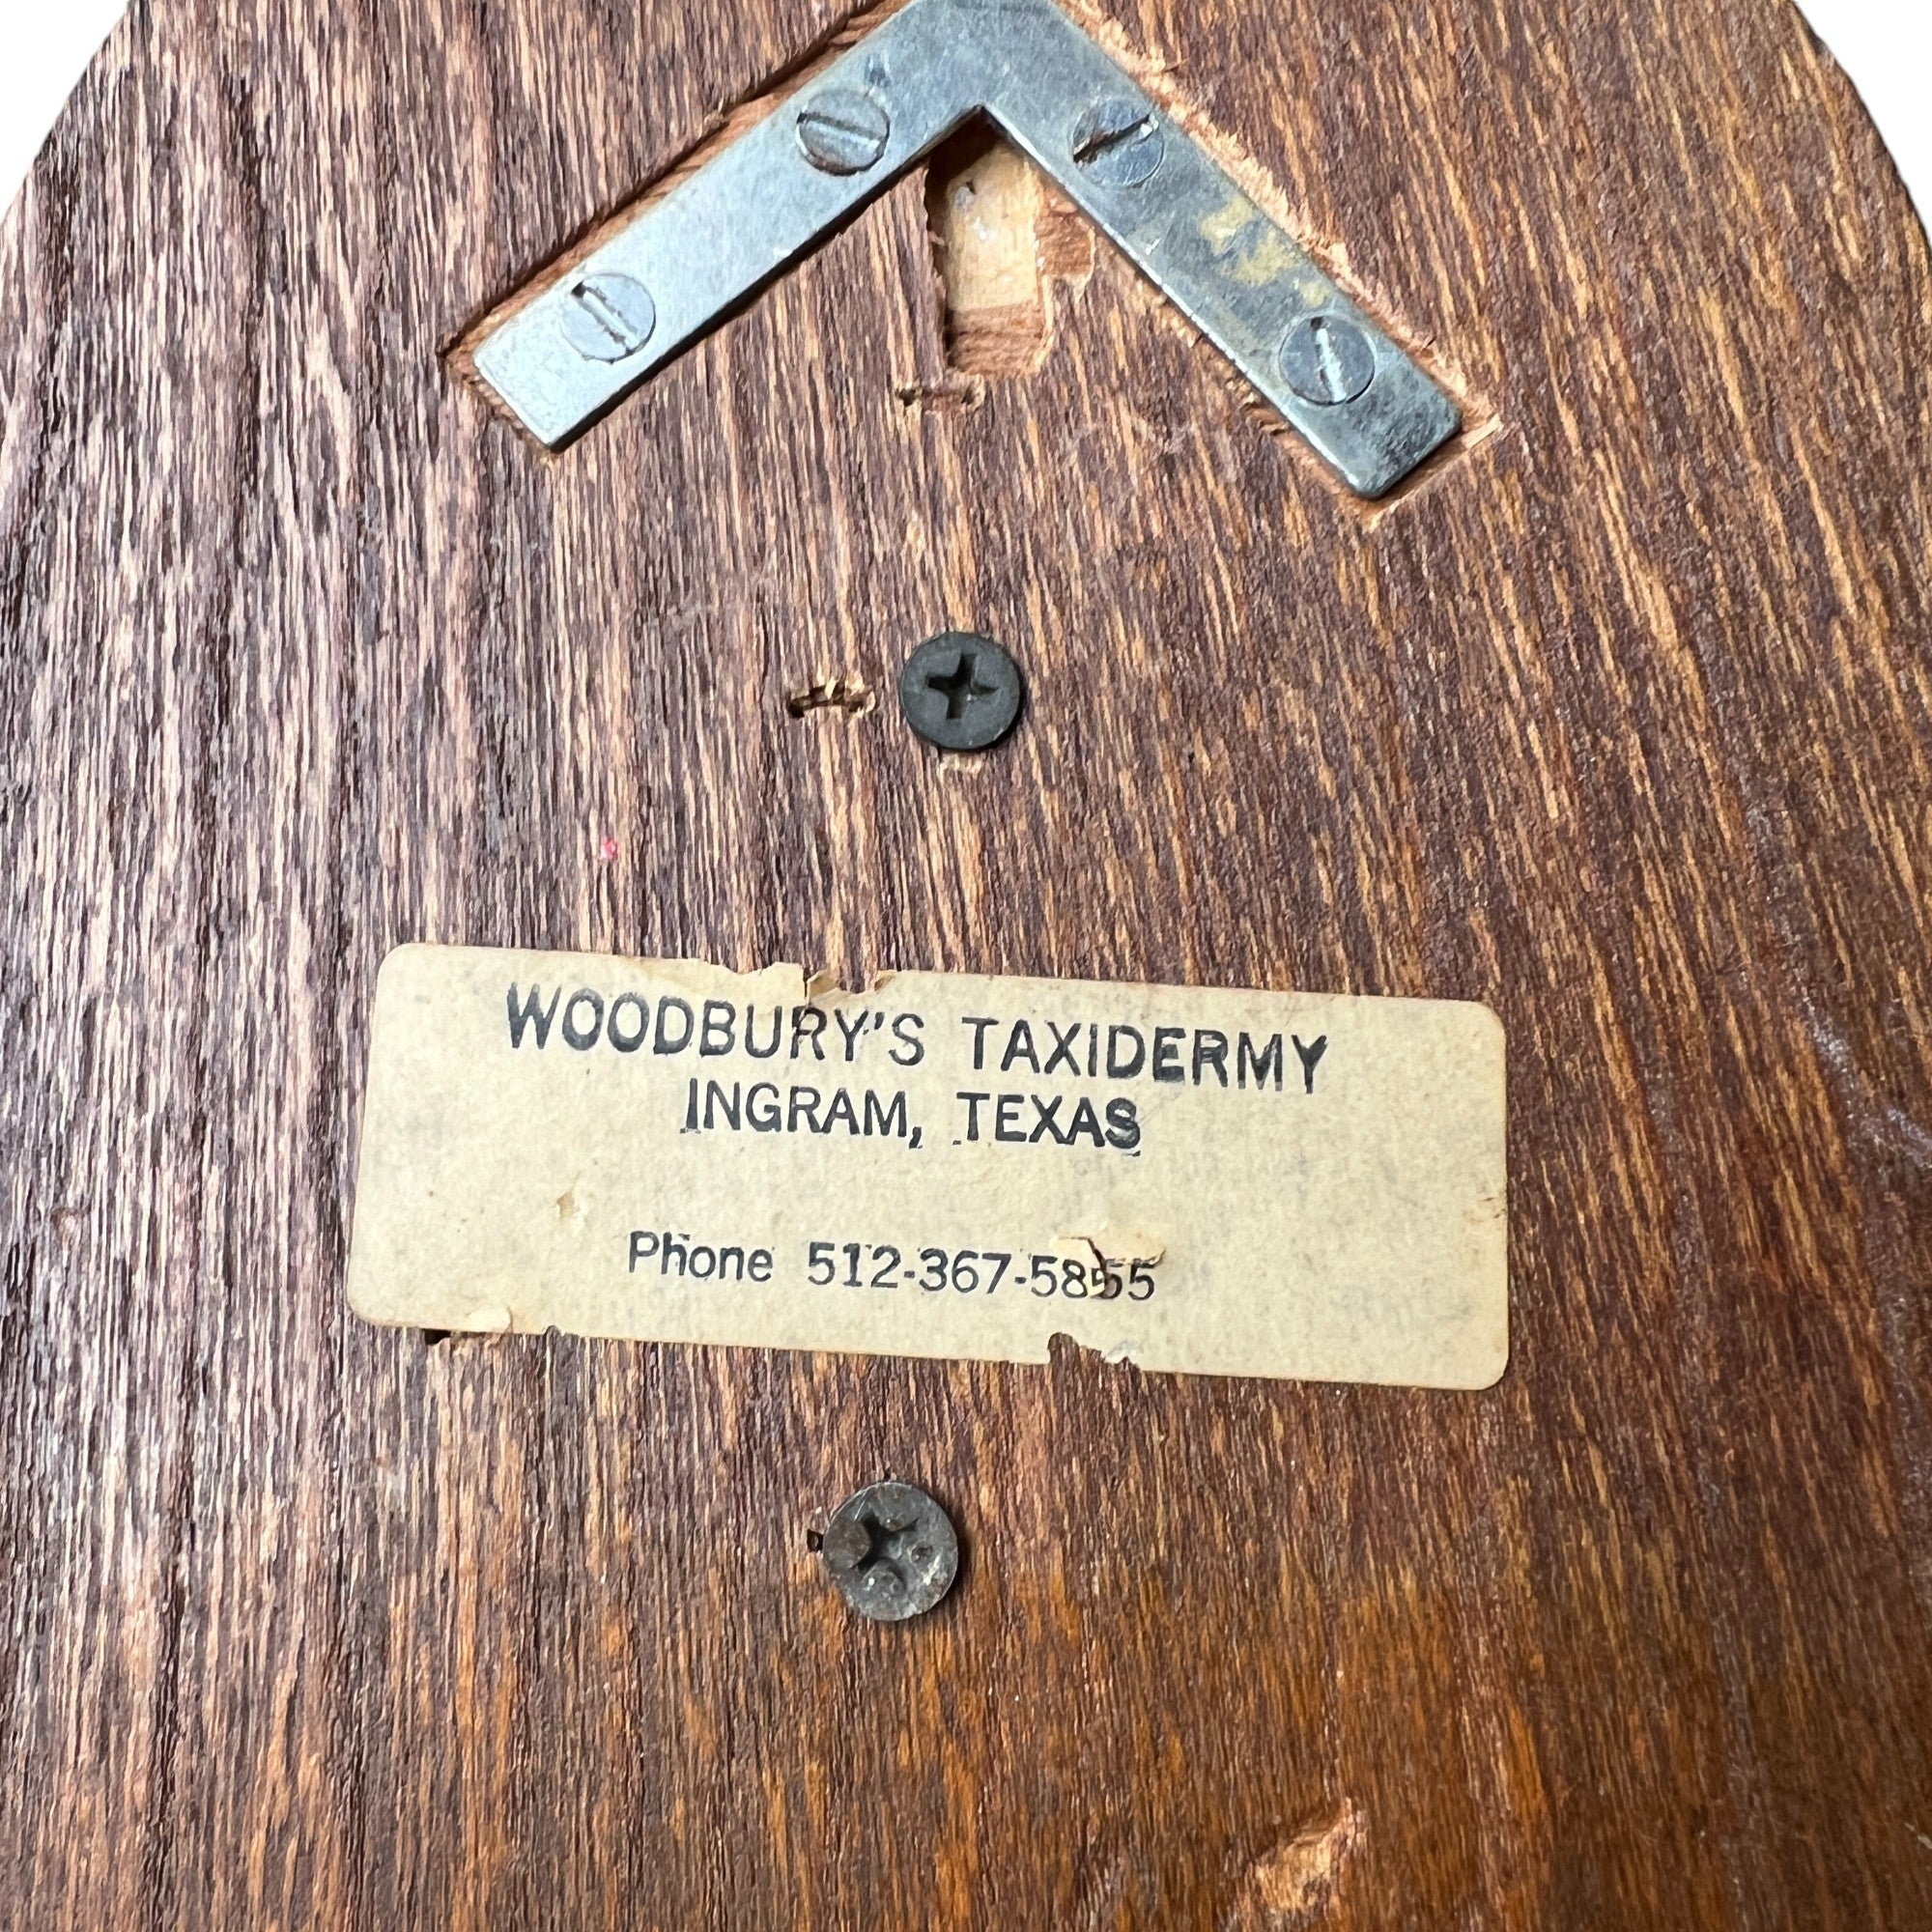 WOODBURY'S TAXIDERMY
INGRAM, TEXAS
Phone 512-367-5855